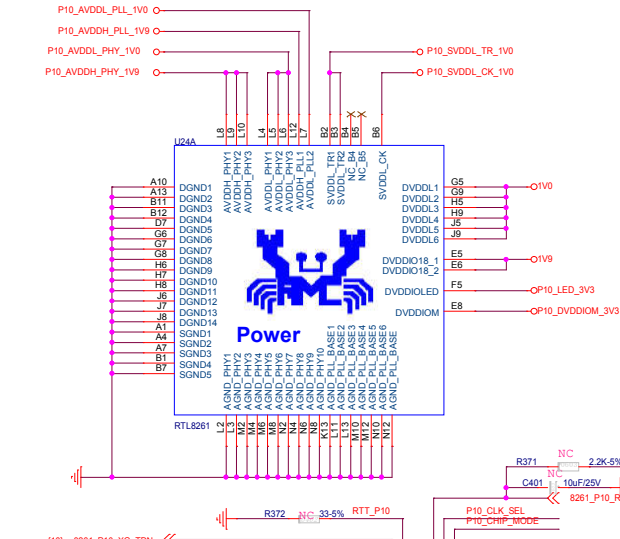 P10_AVDDL_PLL_1V0
P10_AVDDH_PLL_1V9
P10_AVDDL_PHY_1V0
P10_SVDDL_TR_1V0
P10_AVDDH_PHY_1V9
P10_SVDDL_CK_1V0
L8
L9
L10
L4
L5
L6
L12
L7
B2
B3
B4
B5
B6
U24A
AVDDH_PHY1
AVDDH_PHY2
AVDDH_PHY3
AVDDL_PHY1
AVDDL_PHY2
AVDDL_PHY3
AVDDH_PLL1
AVDDL_PLL2
SVDDL_TR1
SVDDL_TR2
NC_B4
NC_B5
SVDDL_CK
A10 DGND1
A13 DGND2
B11 DGND3
B12 DGND4
D7 DGND5
G6 DGND6
G7 DGND7
G8 DGND8
H6 DGND9
H7 DGND10
H8 DGND11
J6 DGND12
J7 DGND13
J8 DGND14
A1 SGND1
A4 SGND2
A7 SGND3
B1 SGND4
B7 SGND5
DVDDL1 G5 1V0
DVDDL2 G9
DVDDL3 H5
DVDDL4 H9
DVDDL5 J5
DVDDL6 J9
DVDDIO18_1 E5 1V9
DVDDIO18_2 E6
DVDDIOLED F5 P10_LED_3V3
DVDDIOM E8 P10_DVDDIOM_3V3
Power
AGND_PHY1
AGND_PHY2
AGND_PHY3
AGND_PHY4
AGND_PHY5
AGND_PHY6
AGND_PHY7
AGND_PHY8
AGND_PHY9
AGND_PHY10
AGND_PLL_BASE1
AGND_PLL_BASE2
AGND_PLL_BASE3
AGND_PLL_BASE4
AGND_PLL_BASE5
AGND_PLL_BASE6
AGND_PLL_BASE
RTL8261
L2
L3
M2
M4
M6
M8
N2
N4
N6
N8
K13
L11
L13
M10
M12
N10
N12
R371 NC 2.2K-5%
C401 NC 10uF/25V
8261_P10_R
R372 NC 33-5% RTT_P10
P10_CLK_SEL
P10_CHIP_MODE